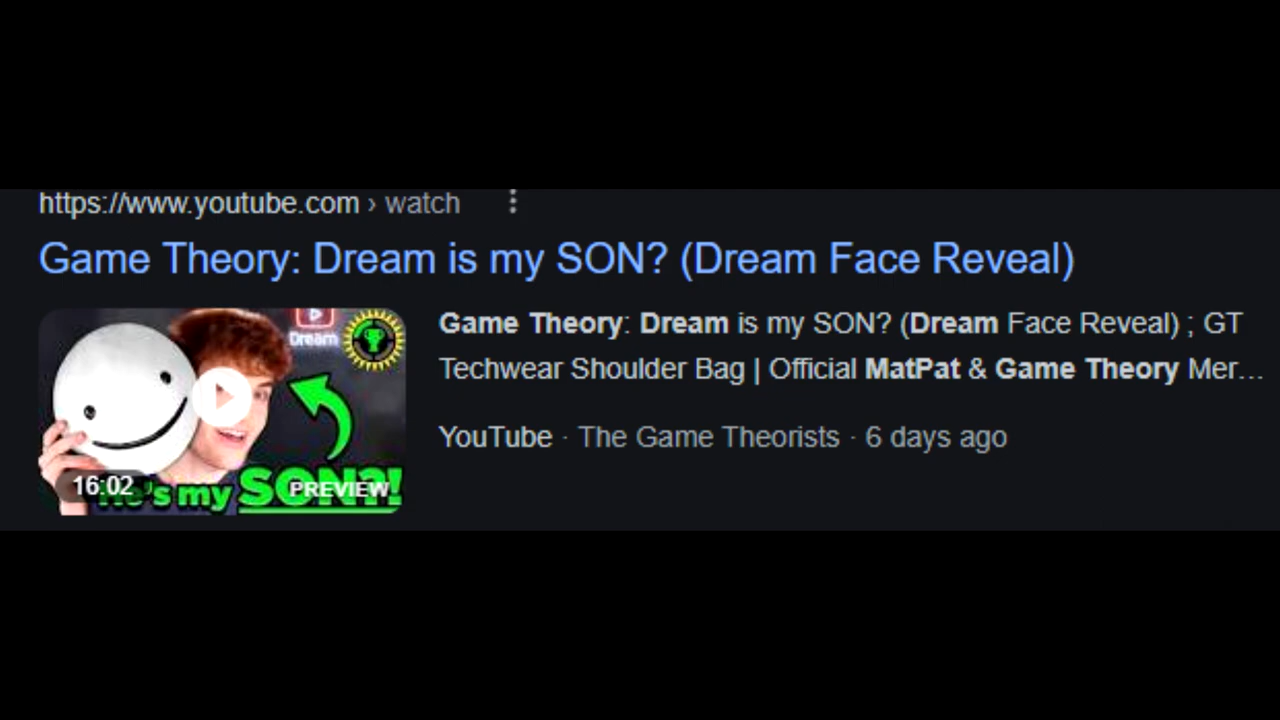 https://www.youtube.com › watch
Game Theory: Dream is my SON? (Dream Face Reveal)
Dream
Game Theory: Dream is my SON? (Dream Face Reveal) ; GT
Techwear Shoulder Bag | Official MatPat & Game Theory Mer...
YouTube · The Game Theorists · 6 days ago
16:02
He's my SON?!
PREVIEW